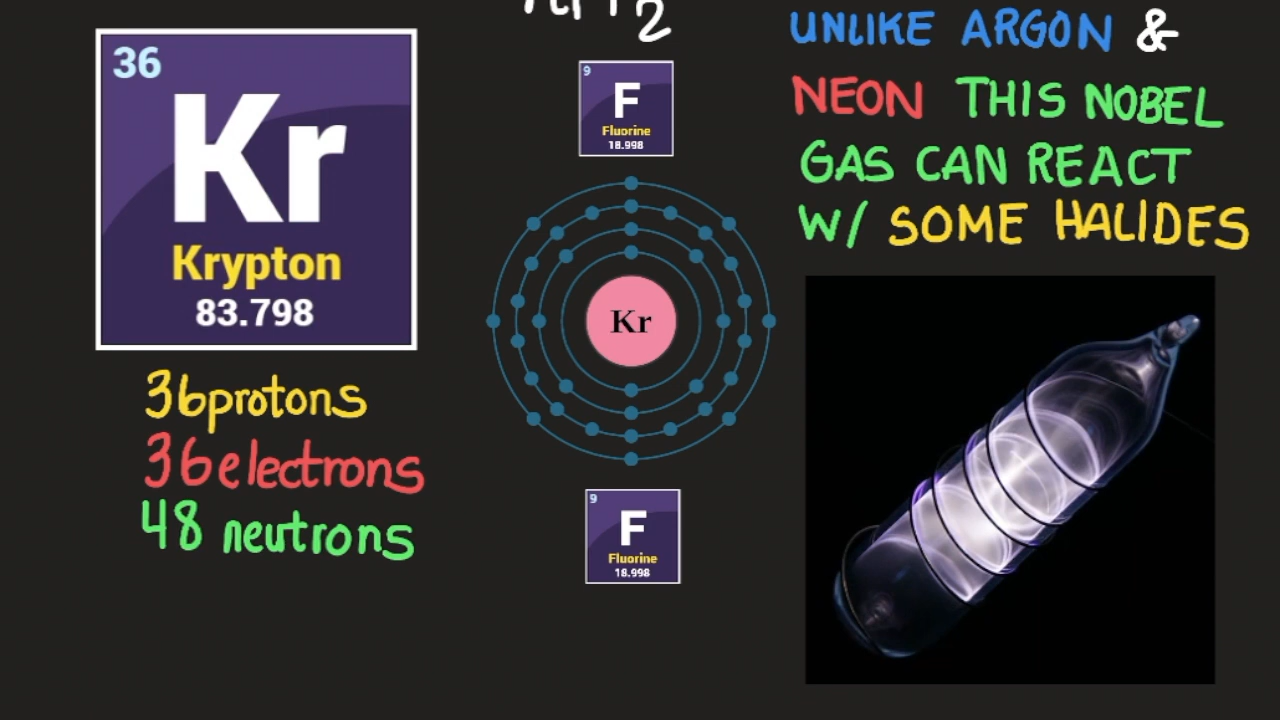 36
Kr
Krypton
83.798
36protons
36electrons
48 neutrons
2
9
F
Fluorine
18.998
Kr
9
F
Fluorine
18.998
UNLIKE ARGON &
NEON THIS NOBEL
GAS CAN REACT
W/ SOME HALIDES